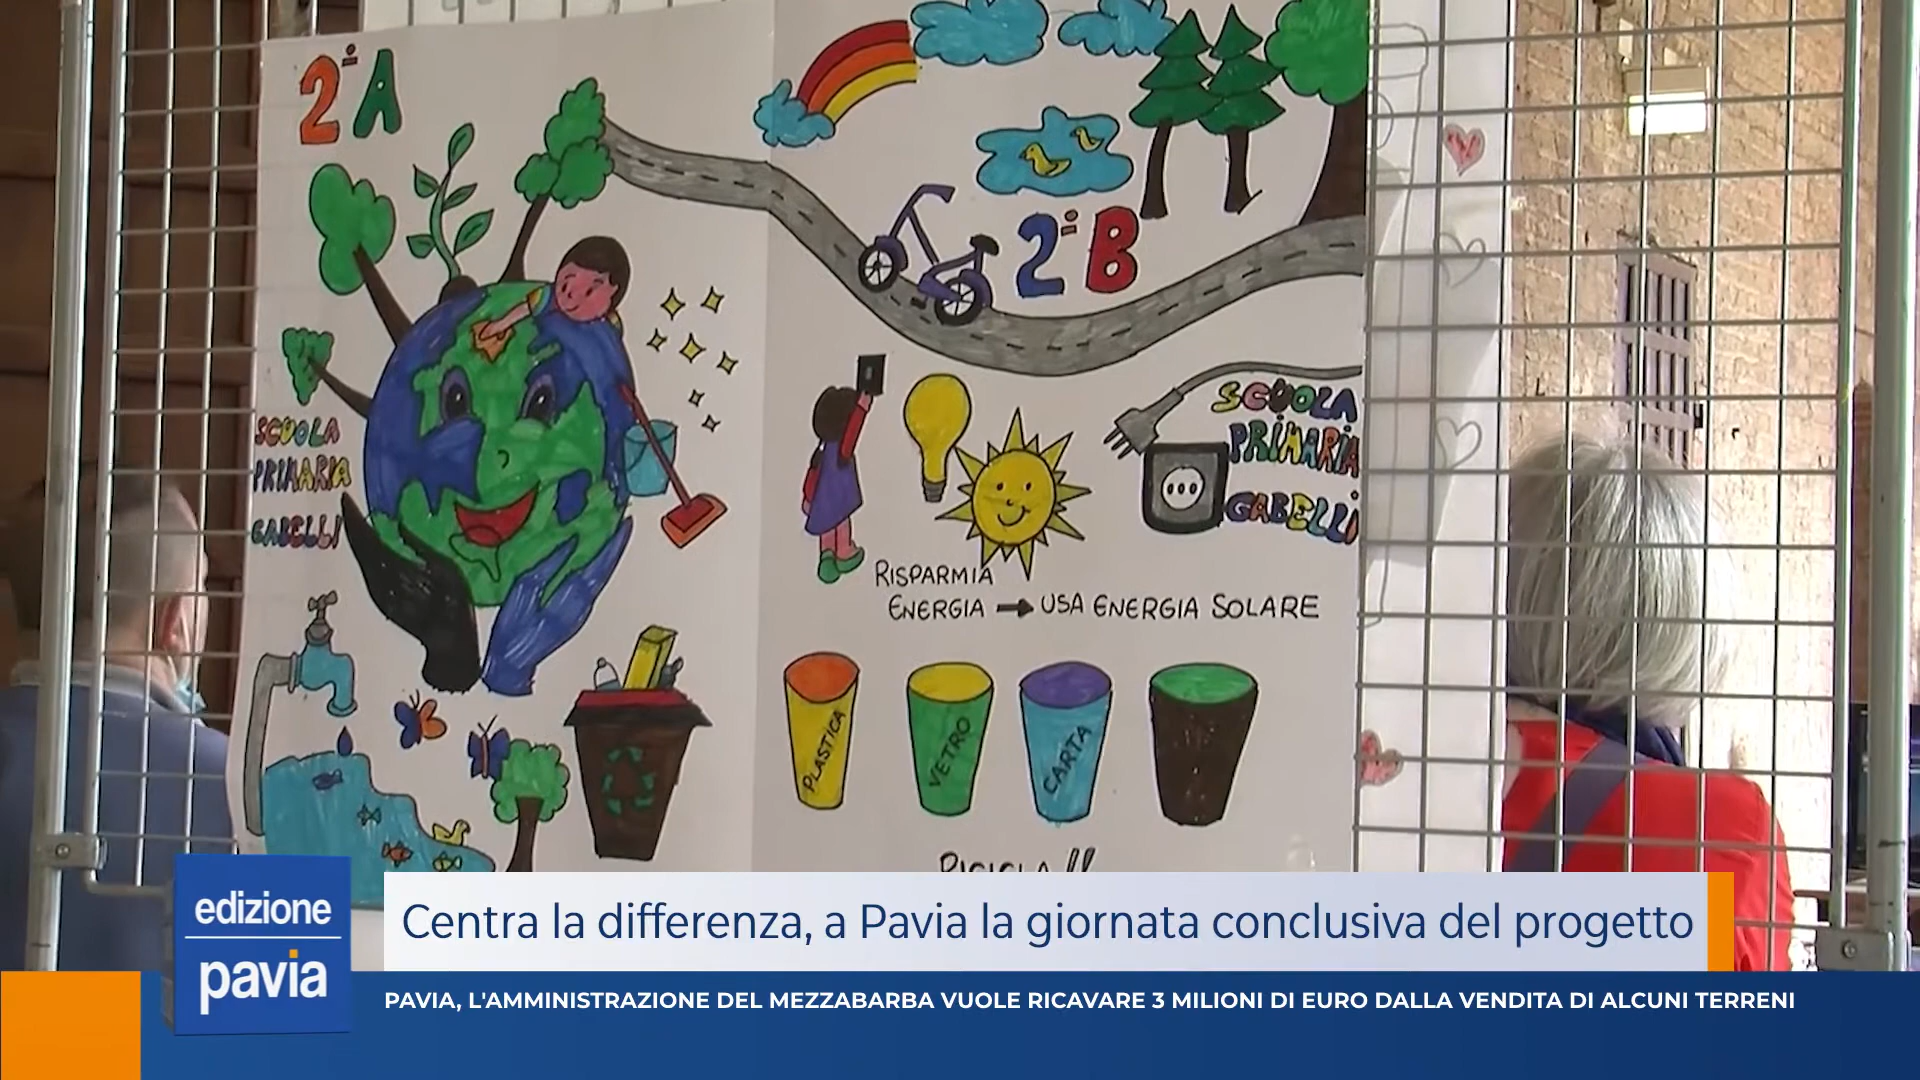 2ª A
2ª B
SCUOLA
PRIMARIA
GABELLI
SCUOLA
PRIMARIA
GABELLI
RISPARMIA
ENERGIA → USA ENERGIA SOLARE
PLASTICA
VETRO
CARTA
RICICLA!!
edizione
pavia
Centra la differenza, a Pavia la giornata conclusiva del progetto
PAVIA, L'AMMINISTRAZIONE DEL MEZZABARBA VUOLE RICAVARE 3 MILIONI DI EURO DALLA VENDITA DI ALCUNI TERRENI